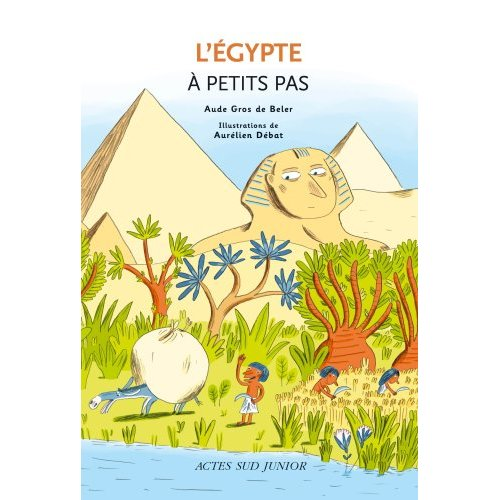 L'ÉGYPTE
À PETITS PAS
Aude Gros de Beler
Illustrations de
Aurélien Débat
ACTES SUD JUNIOR